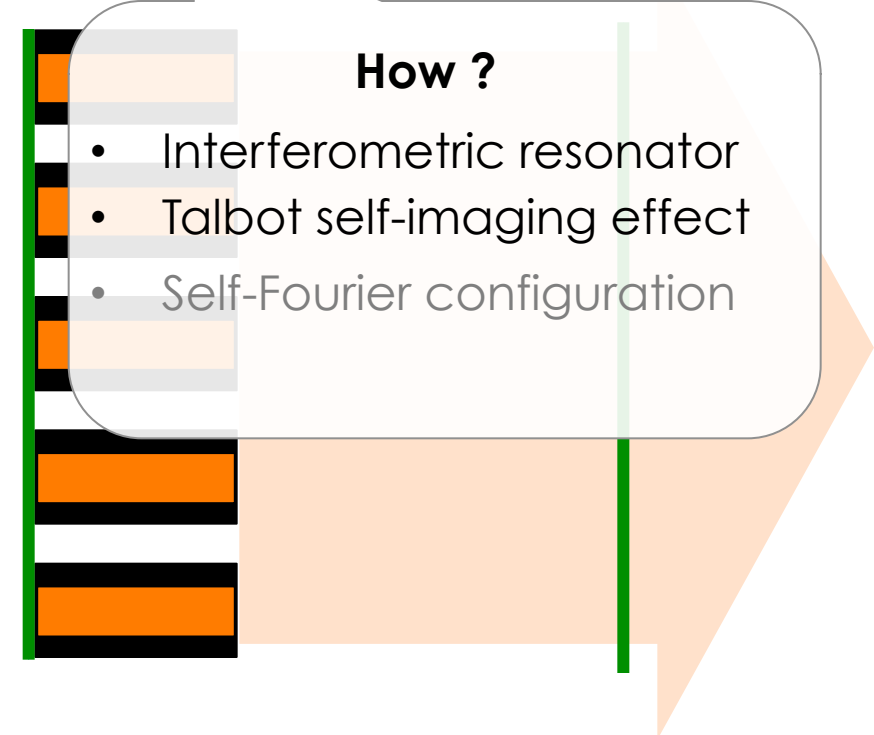 How ?
• Interferometric resonator
• Talbot self-imaging effect
• Self-Fourier configuration